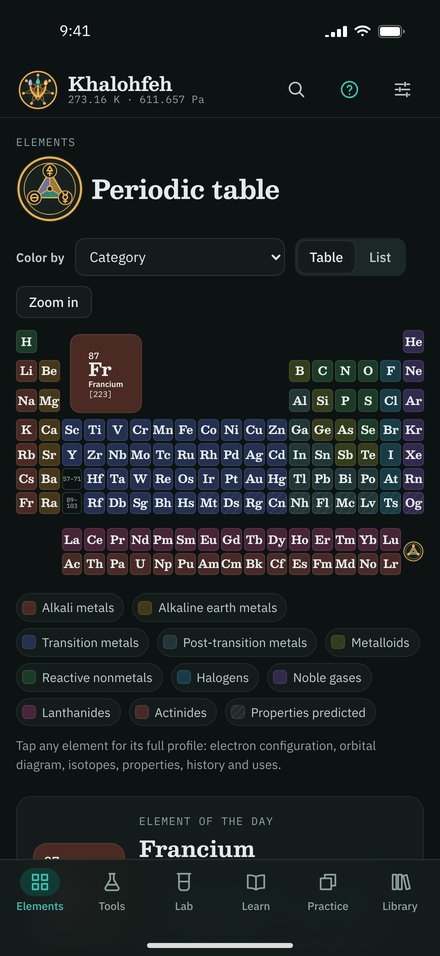 9:41
Khalohfeh
273.16 K · 611.657 Pa
ELEMENTS
Periodic table
Color by
Category
Table
List
Zoom in
H He
87
Fr
Francium
[223]
Li Be B C N O F Ne
Na Mg Al Si P S Cl Ar
K Ca Sc Ti V Cr Mn Fe Co Ni Cu Zn Ga Ge As Se Br Kr
Rb Sr Y Zr Nb Mo Tc Ru Rh Pd Ag Cd In Sn Sb Te I Xe
Cs Ba 57–71 Hf Ta W Re Os Ir Pt Au Hg Tl Pb Bi Po At Rn
Fr Ra 89–103 Rf Db Sg Bh Hs Mt Ds Rg Cn Nh Fl Mc Lv Ts Og
La Ce Pr Nd Pm Sm Eu Gd Tb Dy Ho Er Tm Yb Lu
Ac Th Pa U Np Pu Am Cm Bk Cf Es Fm Md No Lr
Alkali metals
Alkaline earth metals
Transition metals
Post-transition metals
Metalloids
Reactive nonmetals
Halogens
Noble gases
Lanthanides
Actinides
Properties predicted
Tap any element for its full profile: electron configuration, orbital
diagram, isotopes, properties, history and uses.
ELEMENT OF THE DAY
Francium
87
Elements
Tools
Lab
Learn
Practice
Library